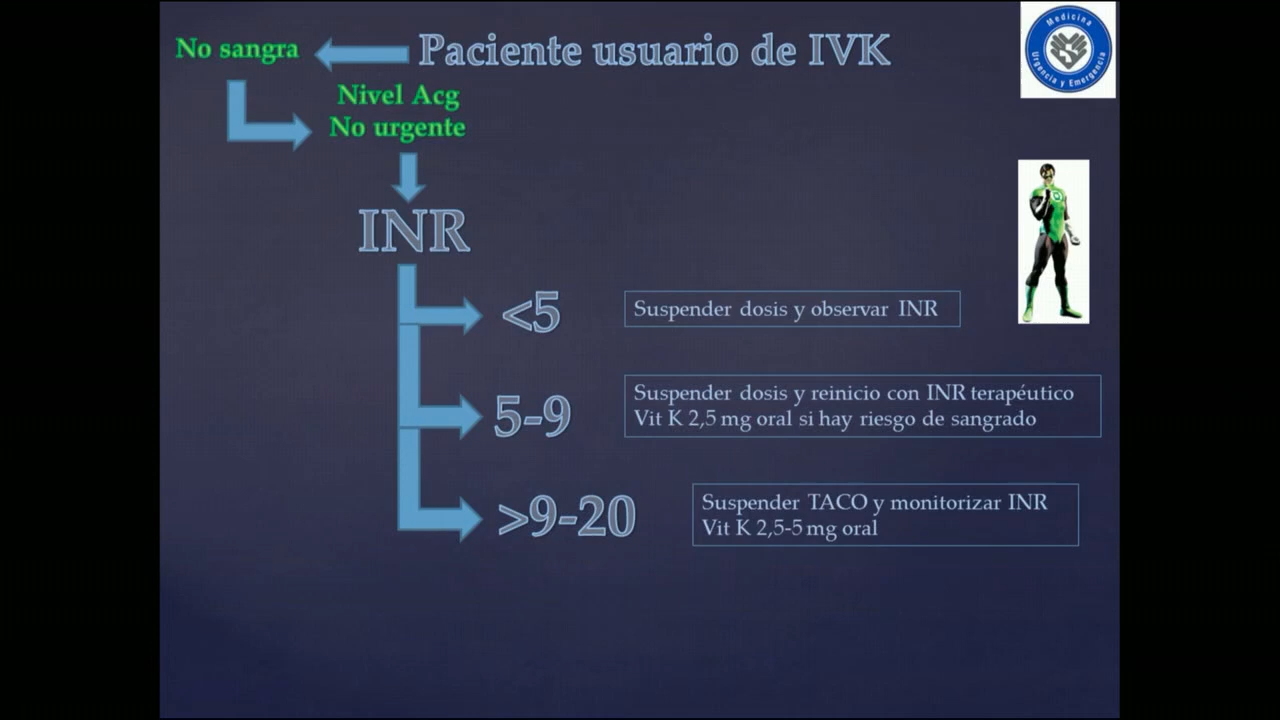 Paciente usuario de IVK
No sangra
Nivel Acg
No urgente
INR
<5
Suspender dosis y observar INR
5-9
Suspender dosis y reinicio con INR terapéutico
Vit K 2,5 mg oral si hay riesgo de sangrado
>9-20
Suspender TACO y monitorizar INR
Vit K 2,5-5 mg oral
Medicina
Urgencia y Emergencia